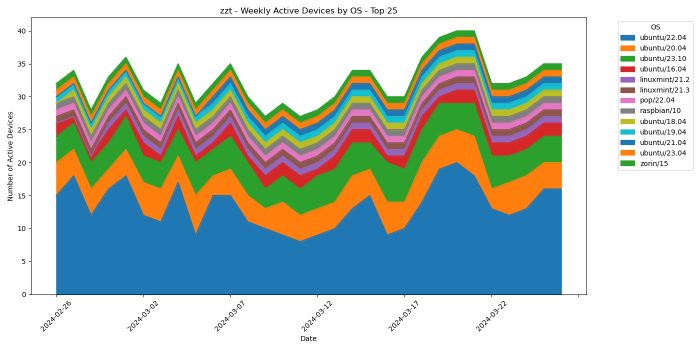 zzt - Weekly Active Devices by OS - Top 25
Number of Active Devices
40
35
30
25
20
15
10
5
0
2024-02-26
2024-03-02
2024-03-07
2024-03-12
2024-03-17
2024-03-22
Date
OS
ubuntu/22.04
ubuntu/20.04
ubuntu/23.10
ubuntu/16.04
linuxmint/21.2
linuxmint/21.3
pop/22.04
raspbian/10
ubuntu/18.04
ubuntu/19.04
ubuntu/21.04
ubuntu/23.04
zorin/15